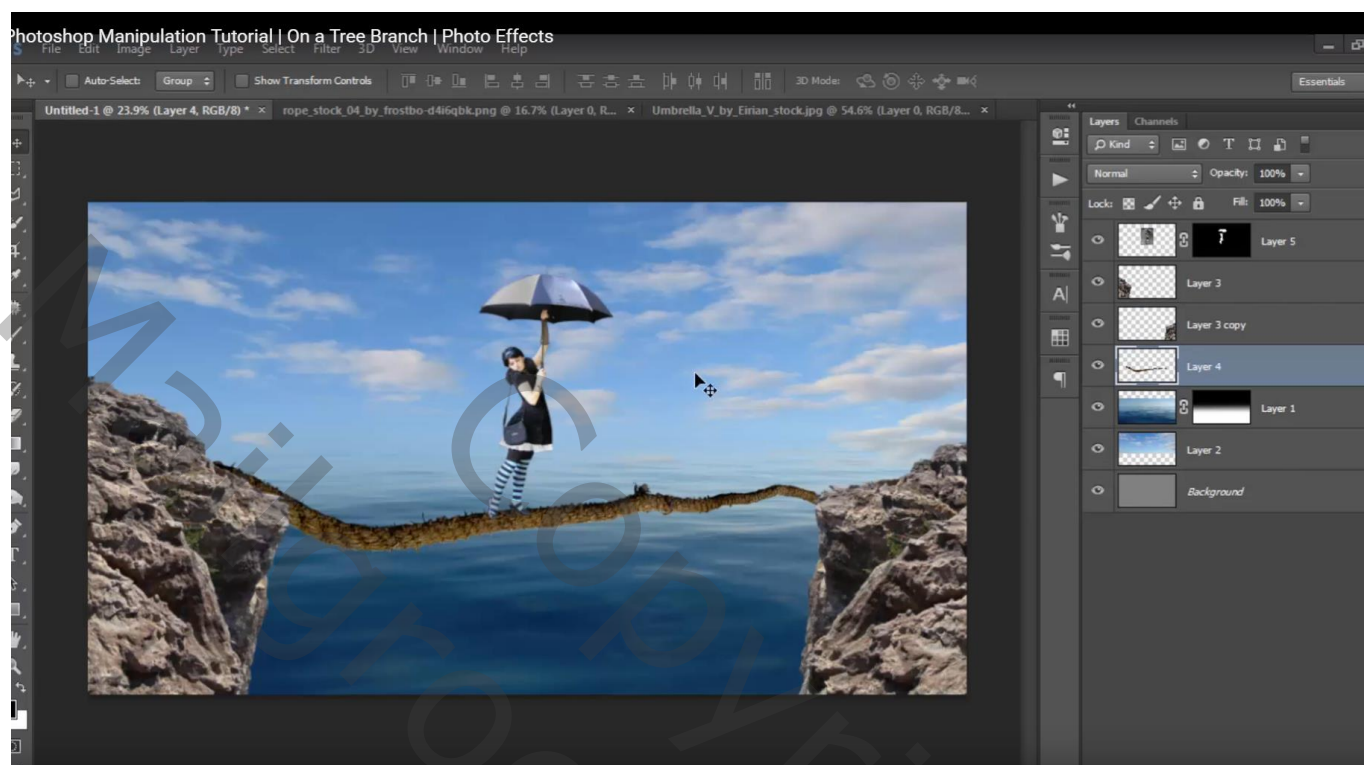 Photoshop Manipulation Tutorial | On a Tree Branch | Photo Effects
File Edit Image Layer Type Select Filter 3D View Window Help
Auto-Select: Group Show Transform Controls 3D Mode: Essentials
Untitled-1 @ 23.9% (Layer 4, RGB/8) * × rope_stock_04_by_frostbo-d4i6qbk.png @ 16.7% (Layer 0, R... × Umbrella_V_by_Eirian_stock.jpg @ 54.6% (Layer 0, RGB/8... ×
Layers Channels
Kind
Normal Opacity: 100%
Lock: Fill: 100%
Layer 5
Layer 3
Layer 3 copy
Layer 4
Layer 1
Layer 2
Background